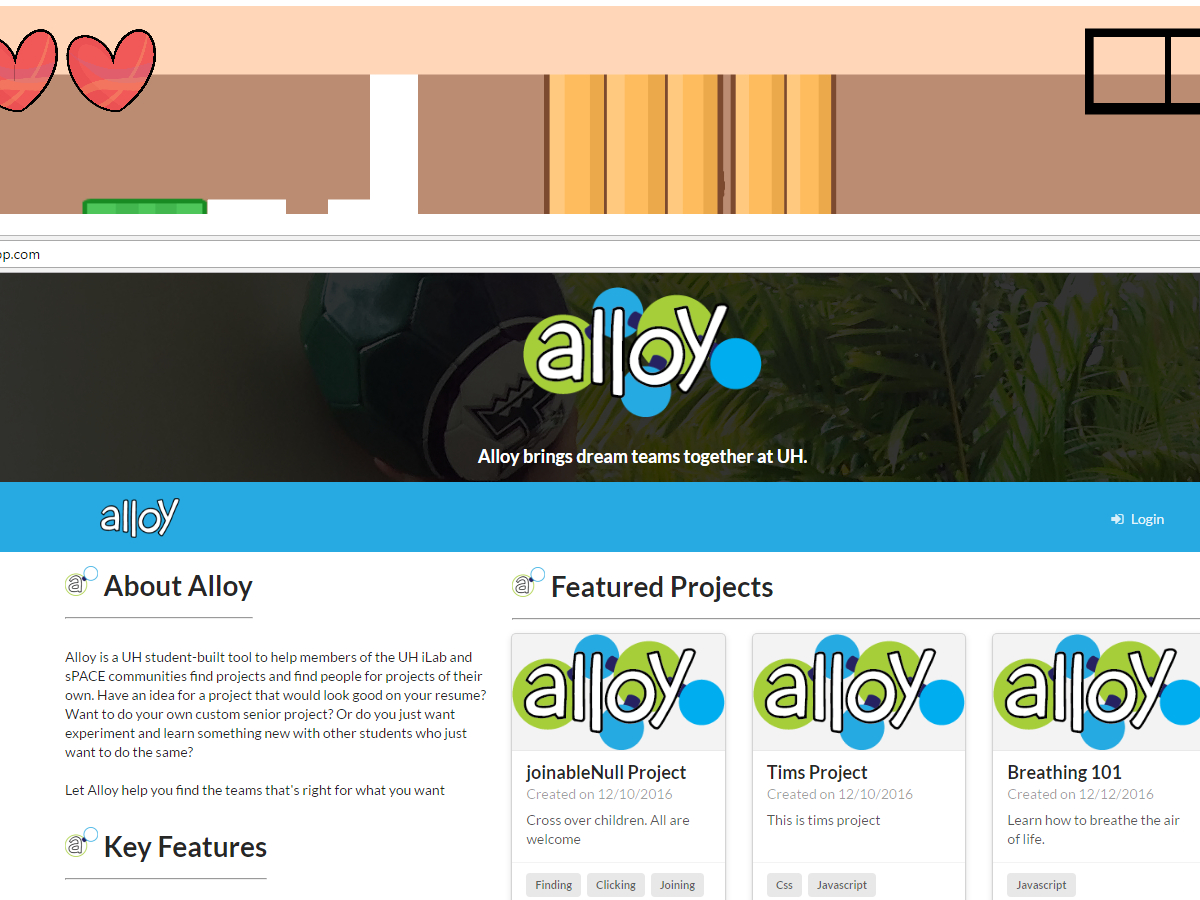 op.com
alloy
Alloy brings dream teams together at UH.
alloy
Login
a About Alloy
Alloy is a UH student-built tool to help members of the UH iLab and
sPACE communities find projects and find people for projects of their
own. Have an idea for a project that would look good on your resume?
Want to do your own custom senior project? Or do you just want
experiment and learn something new with other students who just
want to do the same?
Let Alloy help you find the teams that's right for what you want
a Key Features
a Featured Projects
alloy
joinableNull Project
Created on 12/10/2016
Cross over children. All are
welcome
Finding Clicking Joining
alloy
Tims Project
Created on 12/10/2016
This is tims project
Css Javascript
alloy
Breathing 101
Created on 12/12/2016
Learn how to breathe the air
of life.
Javascript